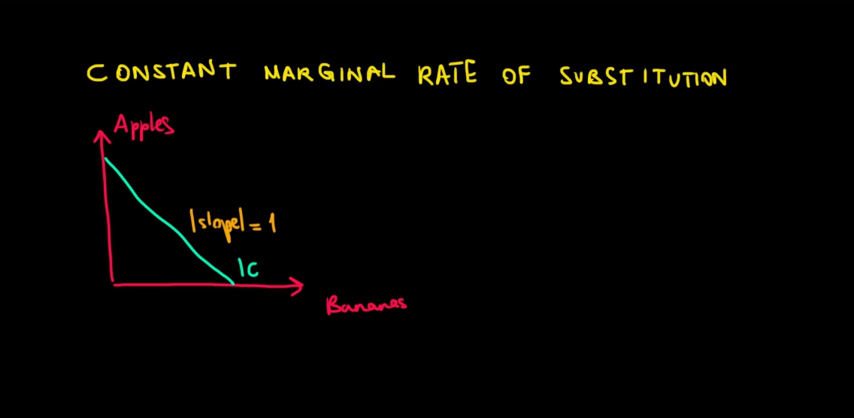 CONSTANT MARGINAL RATE OF SUBSTITUTION
Apples
|slope| = 1
IC
Bananas